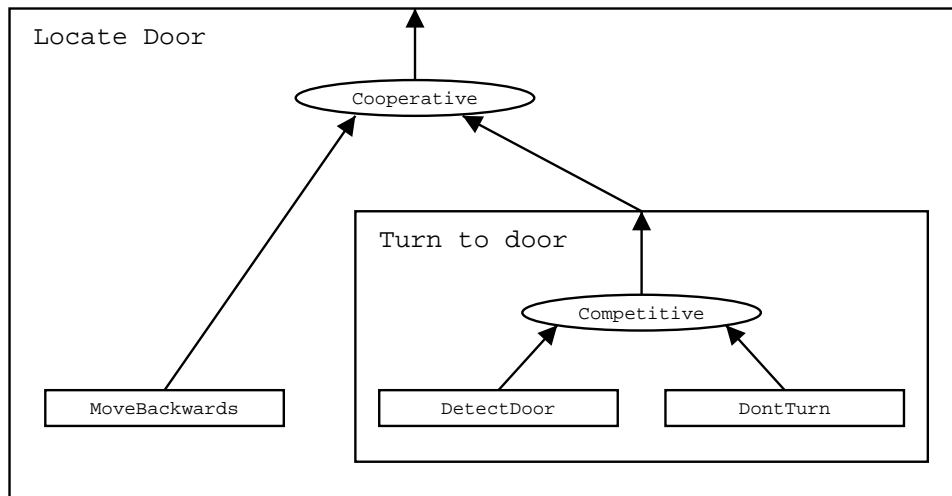 Locate Door
Cooperative
Turn to door
Competitive
MoveBackwards
DetectDoor
DontTurn